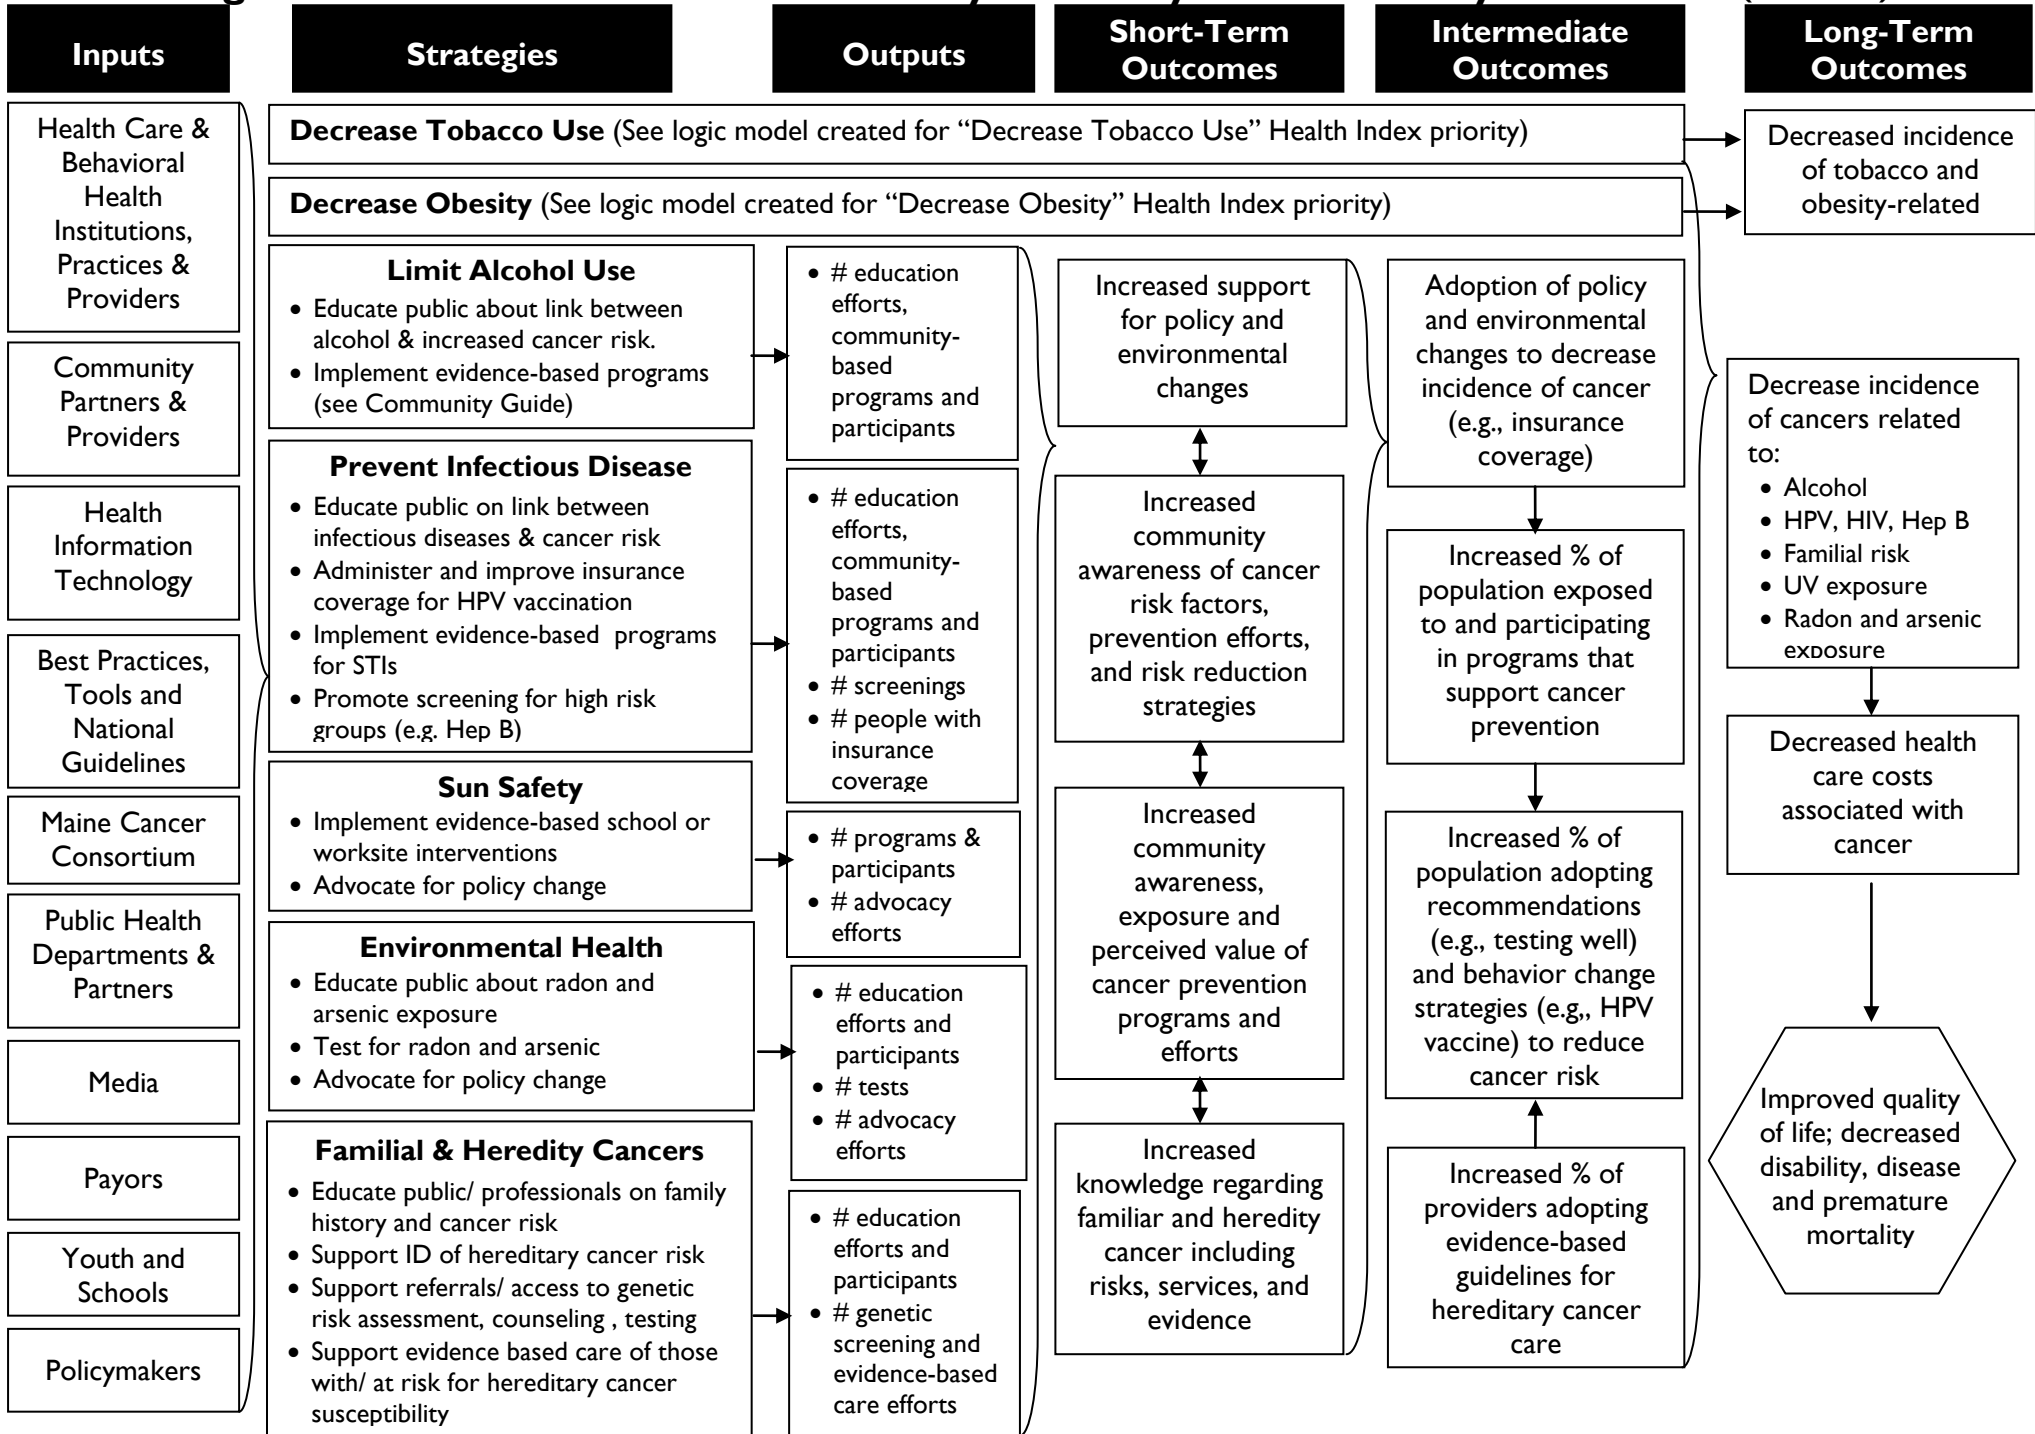 Inputs
Strategies
Outputs
Short-Term
Outcomes
Intermediate
Outcomes
Long-Term
Outcomes
Health Care &
Behavioral
Health
Institutions,
Practices &
Providers
Community
Partners &
Providers
Health
Information
Technology
Best Practices,
Tools and
National
Guidelines
Maine Cancer
Consortium
Public Health
Departments &
Partners
Media
Payors
Youth and
Schools
Policymakers
Decrease Tobacco Use (See logic model created for “Decrease Tobacco Use” Health Index priority)
Decrease Obesity (See logic model created for “Decrease Obesity” Health Index priority)
Limit Alcohol Use
• Educate public about link between
alcohol & increased cancer risk.
• Implement evidence-based programs
(see Community Guide)
Prevent Infectious Disease
• Educate public on link between
infectious diseases & cancer risk
• Administer and improve insurance
coverage for HPV vaccination
• Implement evidence-based programs
for STIs
• Promote screening for high risk
groups (e.g. Hep B)
Sun Safety
• Implement evidence-based school or
worksite interventions
• Advocate for policy change
Environmental Health
• Educate public about radon and
arsenic exposure
• Test for radon and arsenic
• Advocate for policy change
Familial & Heredity Cancers
• Educate public/ professionals on family
history and cancer risk
• Support ID of hereditary cancer risk
• Support referrals/ access to genetic
risk assessment, counseling , testing
• Support evidence based care of those
with/ at risk for hereditary cancer
susceptibility
• # education
efforts,
community-
based
programs and
participants
• # education
efforts,
community-
based
programs and
participants
• # screenings
• # people with
insurance
coverage
• # programs &
participants
• # advocacy
efforts
• # education
efforts and
participants
• # tests
• # advocacy
efforts
• # education
efforts and
participants
• # genetic
screening and
evidence-based
care efforts
Increased support
for policy and
environmental
changes
Increased
community
awareness of cancer
risk factors,
prevention efforts,
and risk reduction
strategies
Increased
community
awareness,
exposure and
perceived value of
cancer prevention
programs and
efforts
Increased
knowledge regarding
familiar and heredity
cancer including
risks, services, and
evidence
Adoption of policy
and environmental
changes to decrease
incidence of cancer
(e.g., insurance
coverage)
Increased % of
population exposed
to and participating
in programs that
support cancer
prevention
Increased % of
population adopting
recommendations
(e.g., testing well)
and behavior change
strategies (e.g,, HPV
vaccine) to reduce
cancer risk
Increased % of
providers adopting
evidence-based
guidelines for
hereditary cancer
care
Decreased incidence
of tobacco and
obesity-related
Decrease incidence
of cancers related
to:
• Alcohol
• HPV, HIV, Hep B
• Familial risk
• UV exposure
• Radon and arsenic
exposure
Decreased health
care costs
associated with
cancer
Improved quality
of life; decreased
disability, disease
and premature
mortality